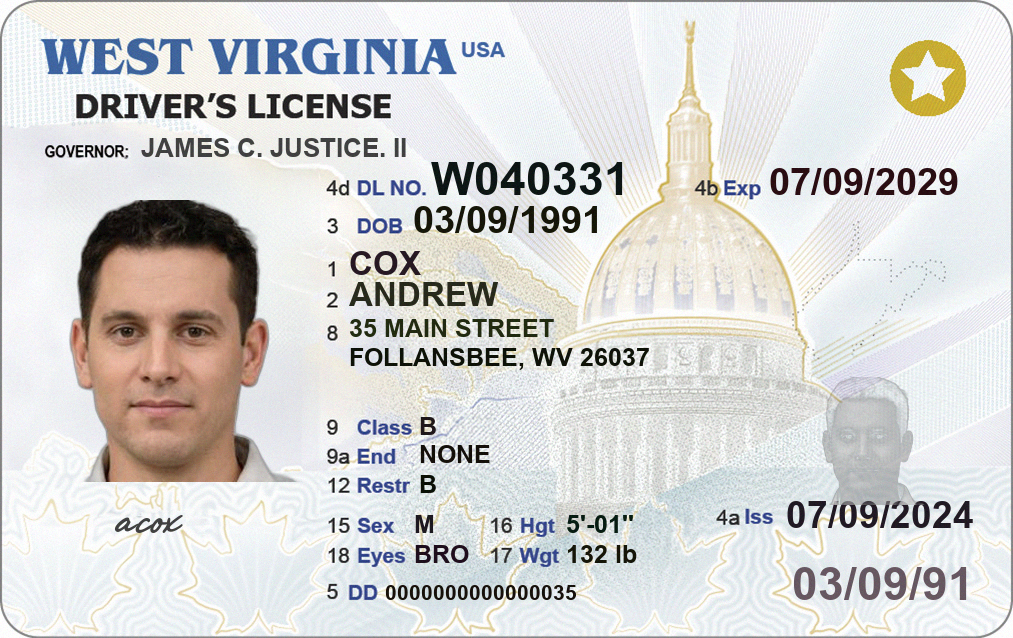 WEST VIRGINIA USA
DRIVER'S LICENSE
GOVERNOR: JAMES C. JUSTICE. II
4d DL NO. W040331 4b Exp 07/09/2029
3 DOB 03/09/1991
1 COX
2 ANDREW
8 35 MAIN STREET
FOLLANSBEE, WV 26037
9 Class B
9a End NONE
12 Restr B
acox
15 Sex M 16 Hgt 5'-01"
4a Iss 07/09/2024
18 Eyes BRO 17 Wgt 132 lb
5 DD 0000000000000035
03/09/91